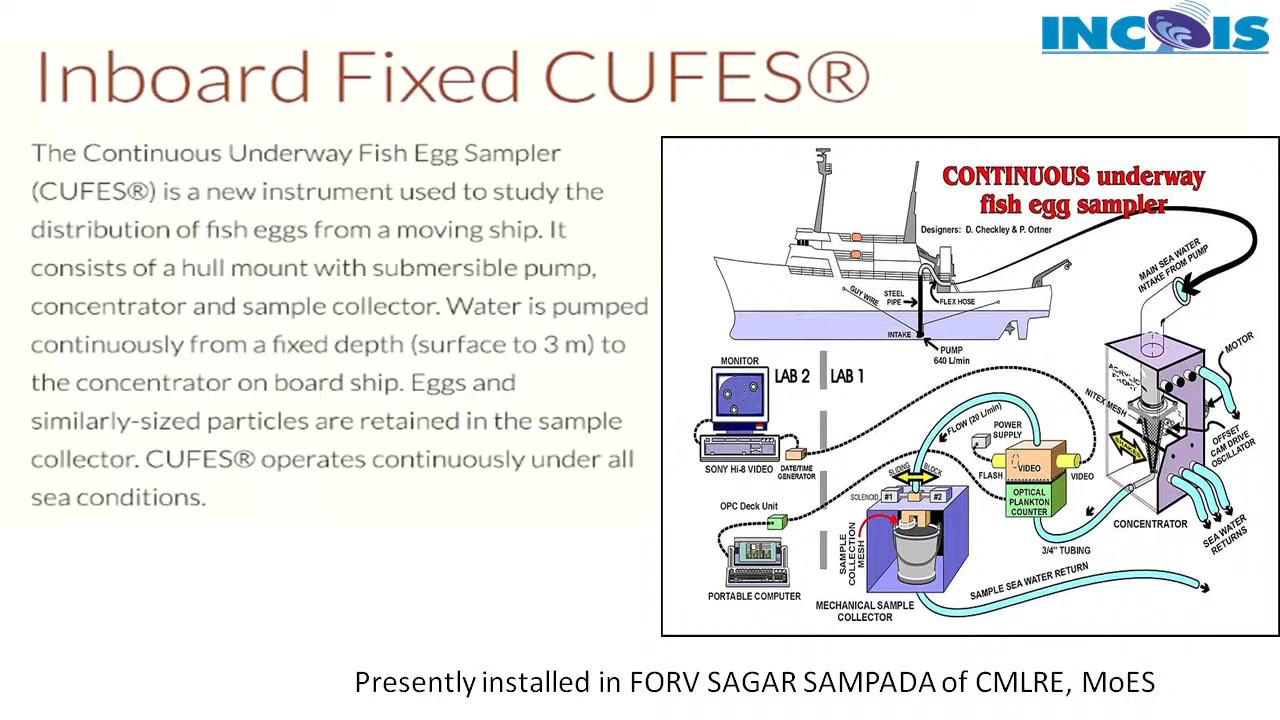 INCOIS
Inboard Fixed CUFES®
The Continuous Underway Fish Egg Sampler
(CUFES®) is a new instrument used to study the
distribution of fish eggs from a moving ship. It
consists of a hull mount with submersible pump,
concentrator and sample collector. Water is pumped
continuously from a fixed depth (surface to 3 m) to
the concentrator on board ship. Eggs and
similarly-sized particles are retained in the sample
collector. CUFES® operates continuously under all
sea conditions.
CONTINUOUS underway
fish egg sampler
Designers: D. Checkley & P. Ortner
MAIN SEA WATER
INTAKE FROM PUMP
GUY WIRE
STEEL
PIPE
FLEX HOSE
INTAKE
PUMP
640 L/min
MONITOR
LAB 2
LAB 1
MOTOR
ACRYLIC
FRONT
NITEX MESH
SHAKES
OFFSET
CAM DRIVE
OSCILLATOR
FLOW (20 L/min)
POWER
SUPPLY
SONY Hi-8 VIDEO
DATE/TIME
GENERATOR
SLIDING
BLOCK
FLASH
VIDEO
VIDEO
SOLENOID
#1
#2
OPTICAL
PLANKTON
COUNTER
OPC Deck Unit
CONCENTRATOR
SEA WATER
RETURNS
SAMPLE
COLLECTION
MESH
3/4" TUBING
PORTABLE COMPUTER
MECHANICAL SAMPLE
COLLECTOR
SAMPLE SEA WATER RETURN
Presently installed in FORV SAGAR SAMPADA of CMLRE, MoES